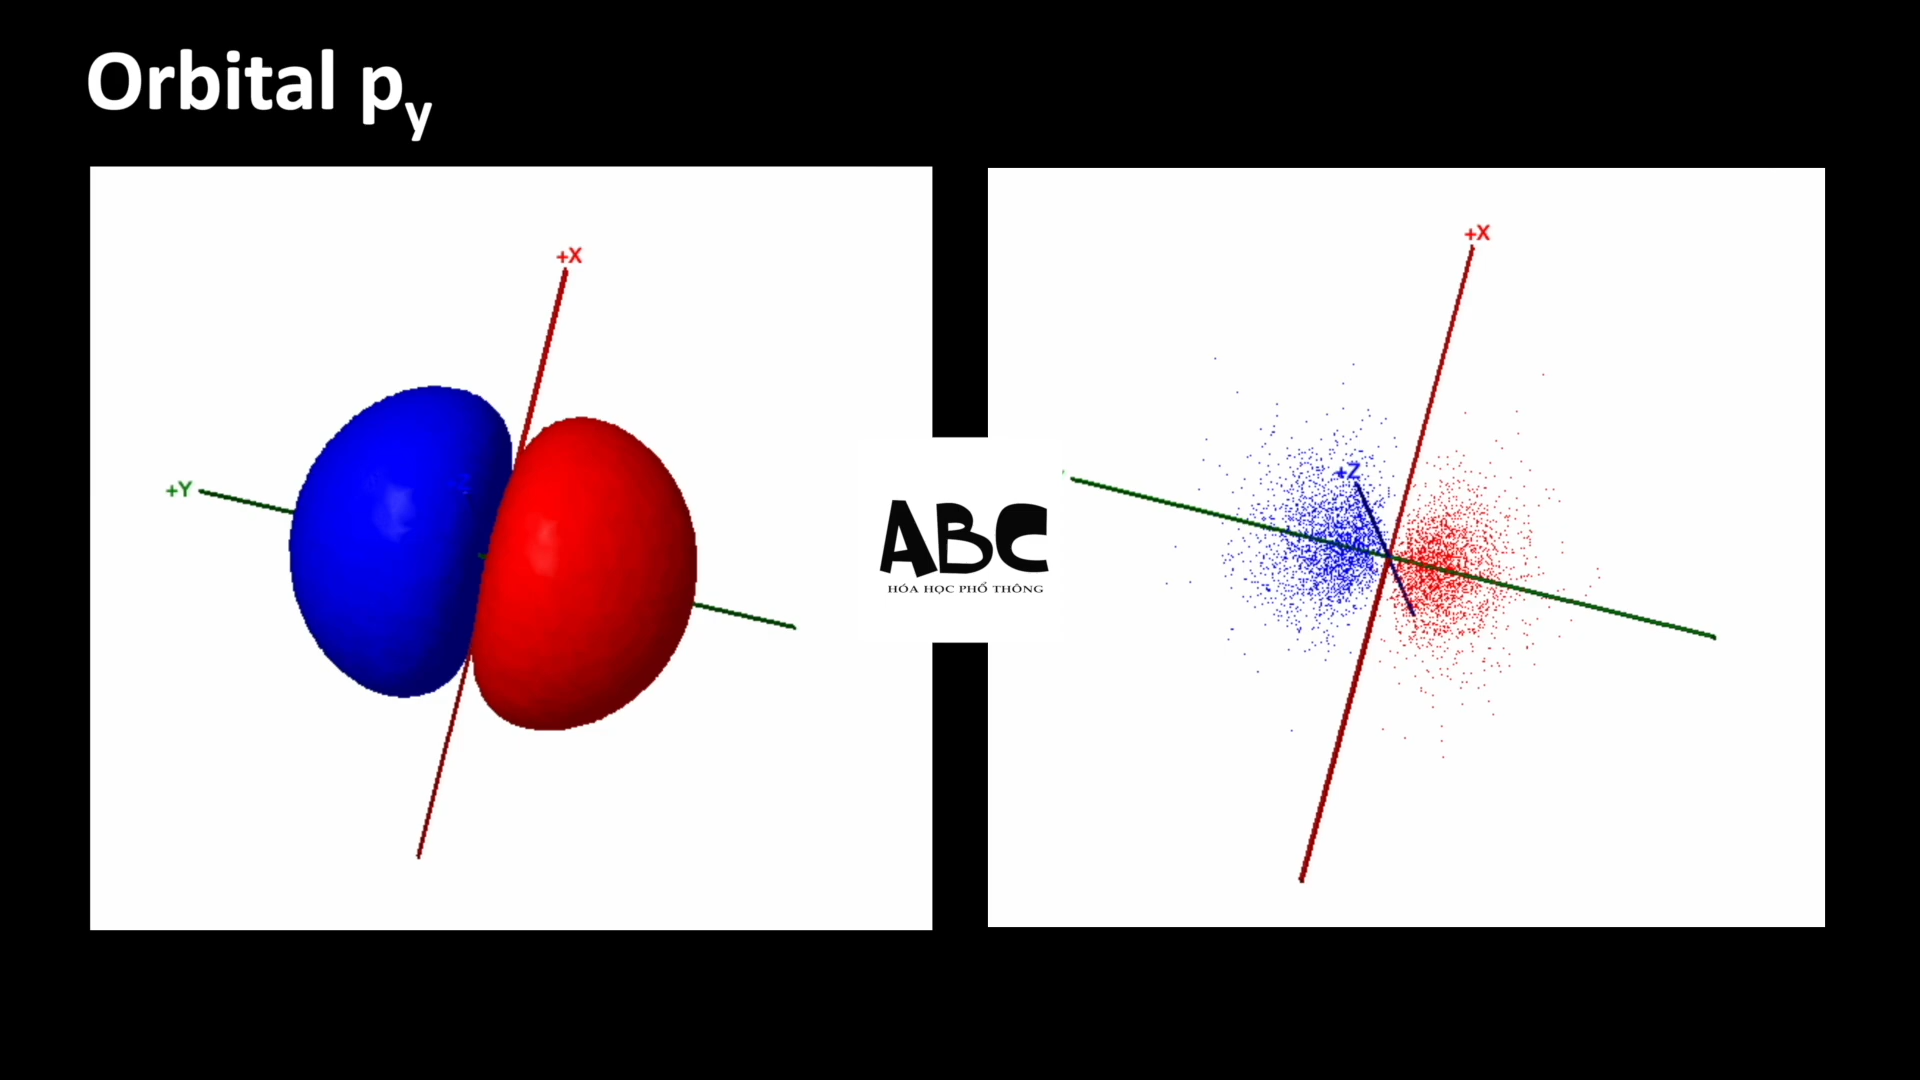 Orbital py
+X
+Y
+X
+Z
ABC
HÓA HỌC PHỔ THÔNG